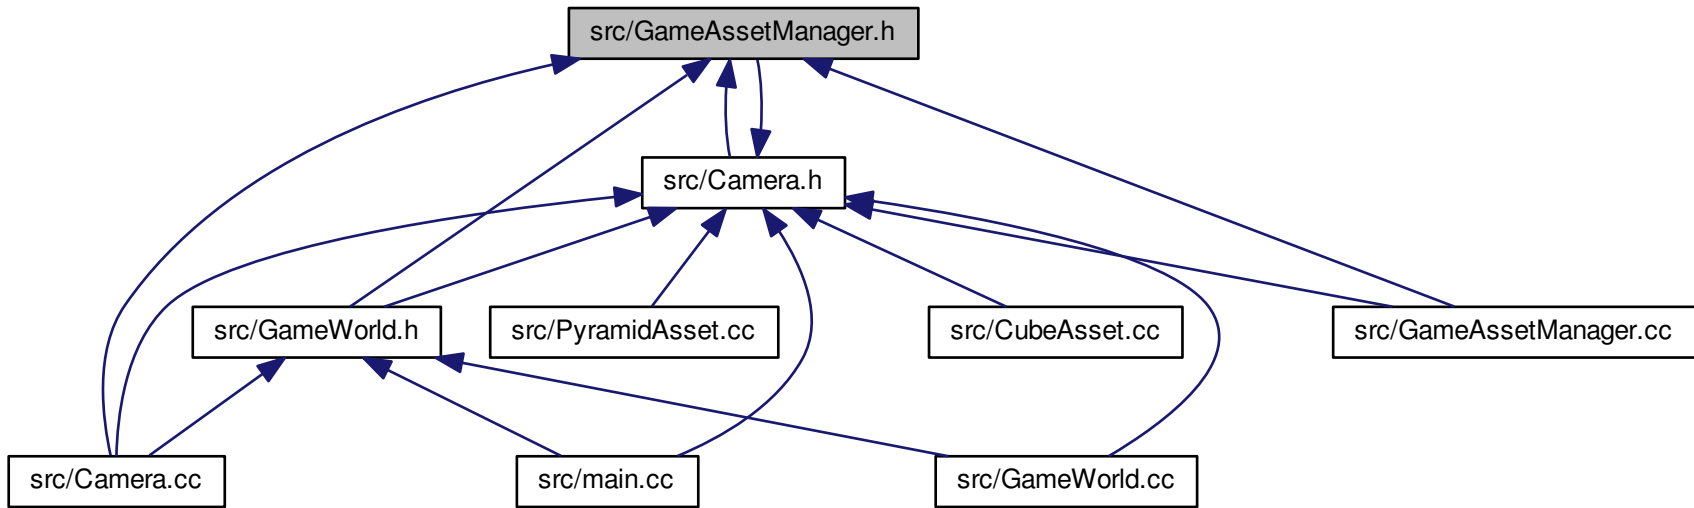 src/GameAssetManager.h
src/Camera.h
src/GameWorld.h
src/PyramidAsset.cc
src/CubeAsset.cc
src/GameAssetManager.cc
src/Camera.cc
src/main.cc
src/GameWorld.cc